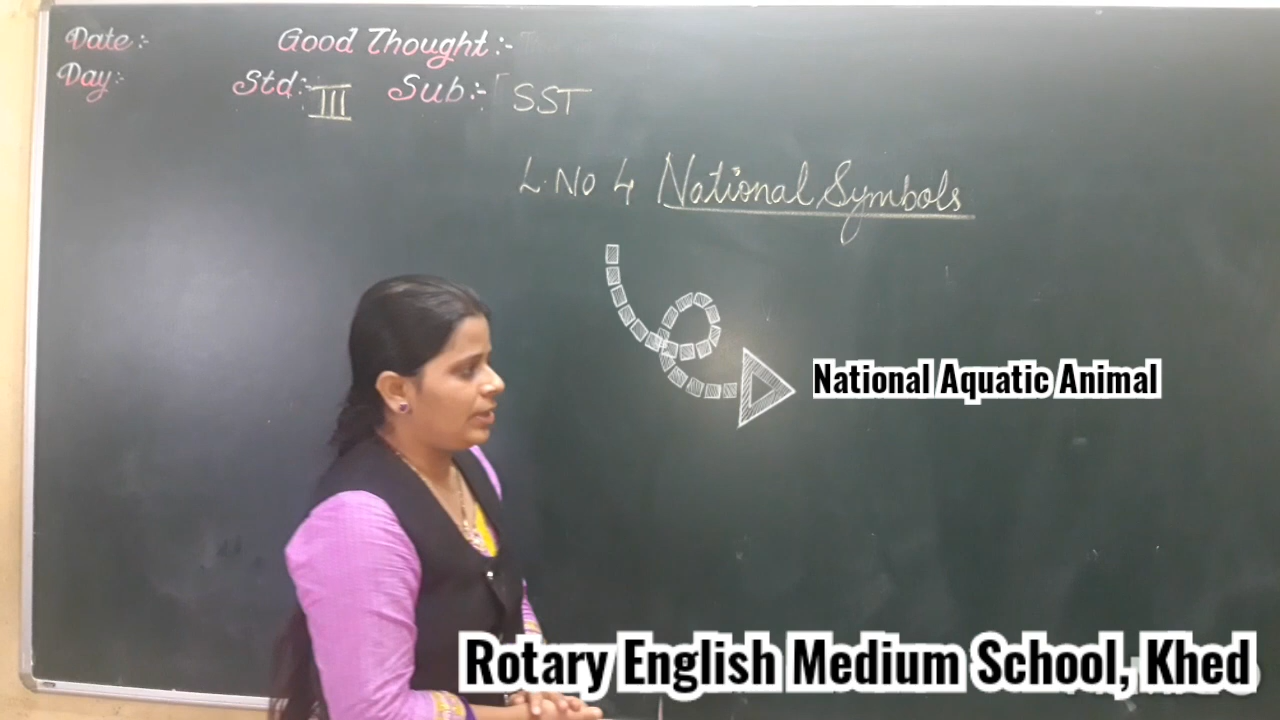 Date:- Good Thought:-
Day:- Std:- III Sub:- SST
L.No 4 National Symbols
National Aquatic Animal
Rotary English Medium School, Khed